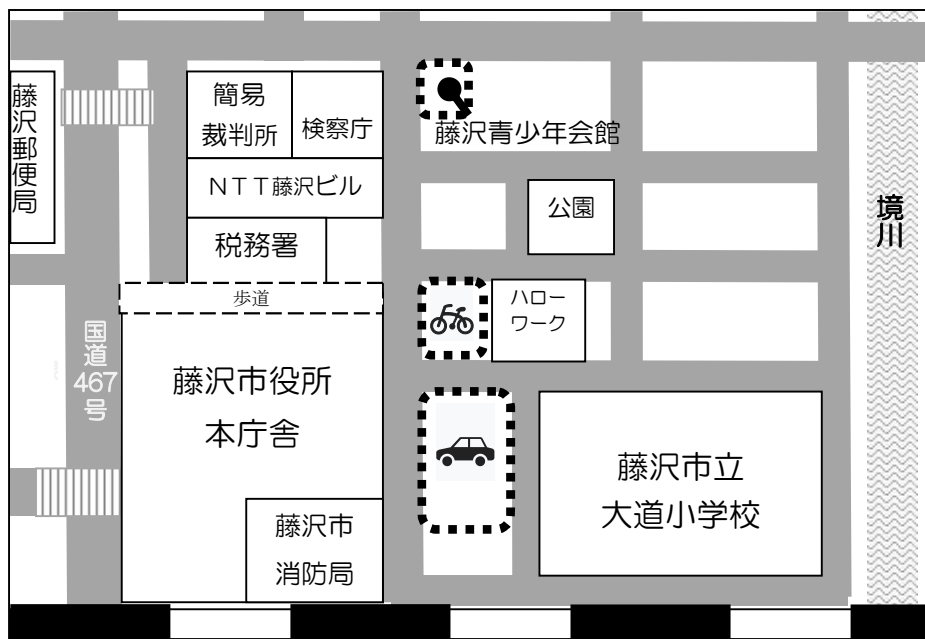 藤沢郵便局
簡易
裁判所
検察庁
藤沢青少年会館
NTT藤沢ビル
公園
境川
税務署
歩道
ハロー
ワーク
国道
467
号
藤沢市役所
本庁舎
藤沢市立
大道小学校
藤沢市
消防局